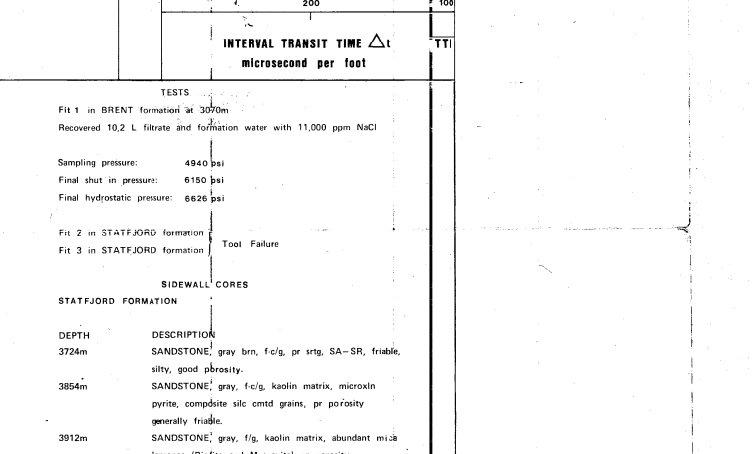 200
100
INTERVAL TRANSIT TIME △t
TTI
microsecond per foot
TESTS
Fit 1 in BRENT formation at 3070m
Recovered 10,2 L filtrate and formation water with 11,000 ppm NaCl
Sampling pressure: 4940 psi
Final shut in pressure: 6150 psi
Final hydrostatic pressure: 6626 psi
Fit 2 in STATFJORD formation
Fit 3 in STATFJORD formation
Tool Failure
SIDEWALL CORES
STATFJORD FORMATION
DEPTH DESCRIPTION
3724m SANDSTONE, gray brn, f-c/g, pr srtg, SA-SR, friable,
silty, good porosity.
3854m SANDSTONE, gray, f-c/g, kaolin matrix, microxln
pyrite, composite silc cmtd grains, pr porosity
generally friable.
3912m SANDSTONE, gray, f/g, kaolin matrix, abundant mica